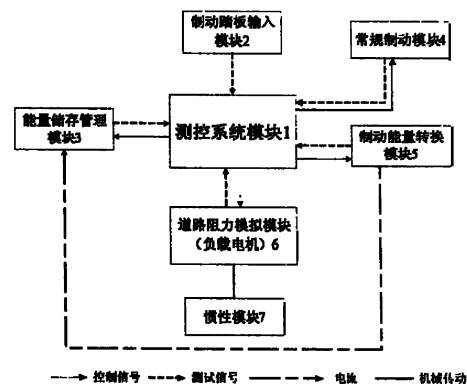 制动踏板输入
模块2
常规制动模块4
能量储存管理
模块3
测控系统模块1
制动能量转换
模块5
道路阻力模拟模块
（负载电机）6
惯性模块7
控制信号
测试信号
电流
机械传动